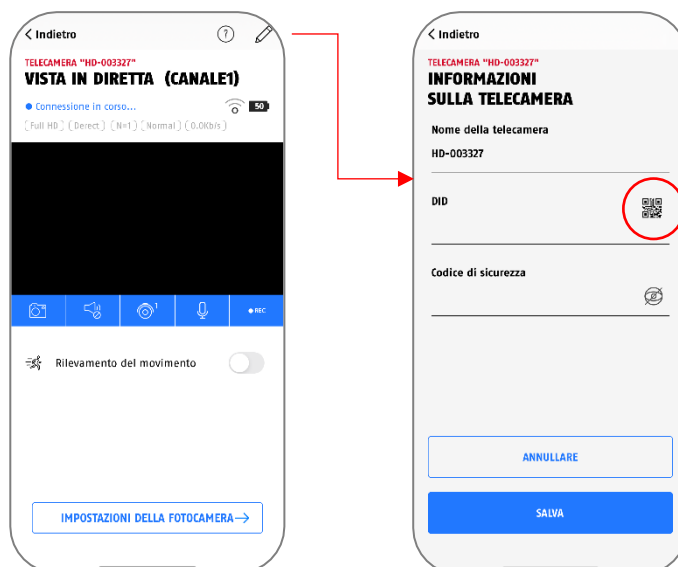 Indietro
?
TELECAMERA "HD-003327"
VISTA IN DIRETTA (CANALE1)
Connessione in corso...
50
(Full HD) (Derect) (N=1) (Normal) (0.0Kb/s)
1
REC
Rilevamento del movimento
IMPOSTAZIONI DELLA FOTOCAMERA
Indietro
TELECAMERA "HD-003327"
INFORMAZIONI
SULLA TELECAMERA
Nome della telecamera
HD-003327
DID
Codice di sicurezza
ANNULLARE
SALVA